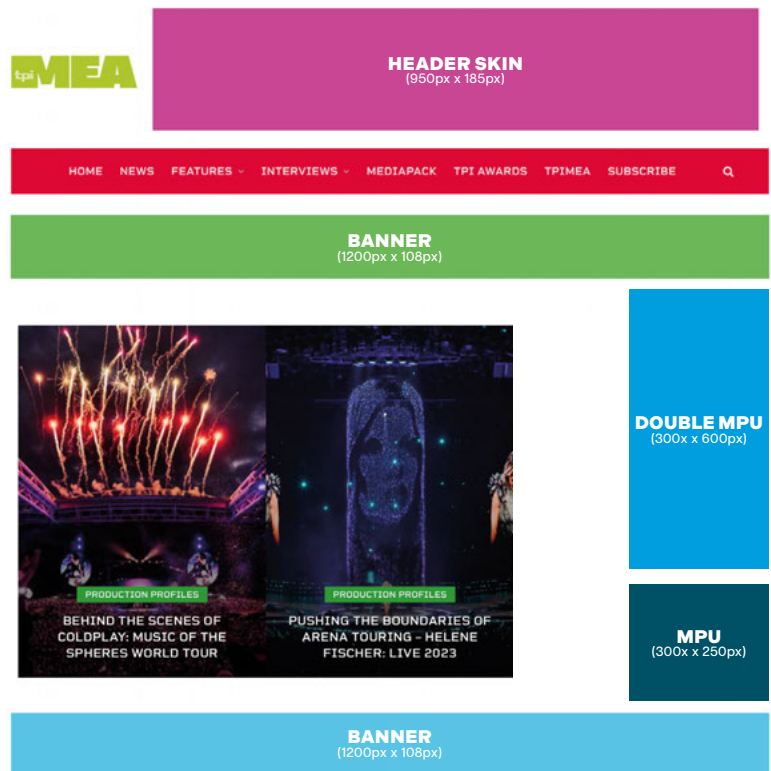 tpi MEA
HEADER SKIN
(950px x 185px)
HOME NEWS FEATURES INTERVIEWS MEDIAPACK TPI AWARDS TPIMEA SUBSCRIBE
BANNER
(1200px x 108px)
DOUBLE MPU
(300x x 600px)
PRODUCTION PROFILES
BEHIND THE SCENES OF
COLDPLAY: MUSIC OF THE
SPHERES WORLD TOUR
PRODUCTION PROFILES
PUSHING THE BOUNDARIES OF
ARENA TOURING – HELENE
FISCHER: LIVE 2023
MPU
(300x x 250px)
BANNER
(1200px x 108px)